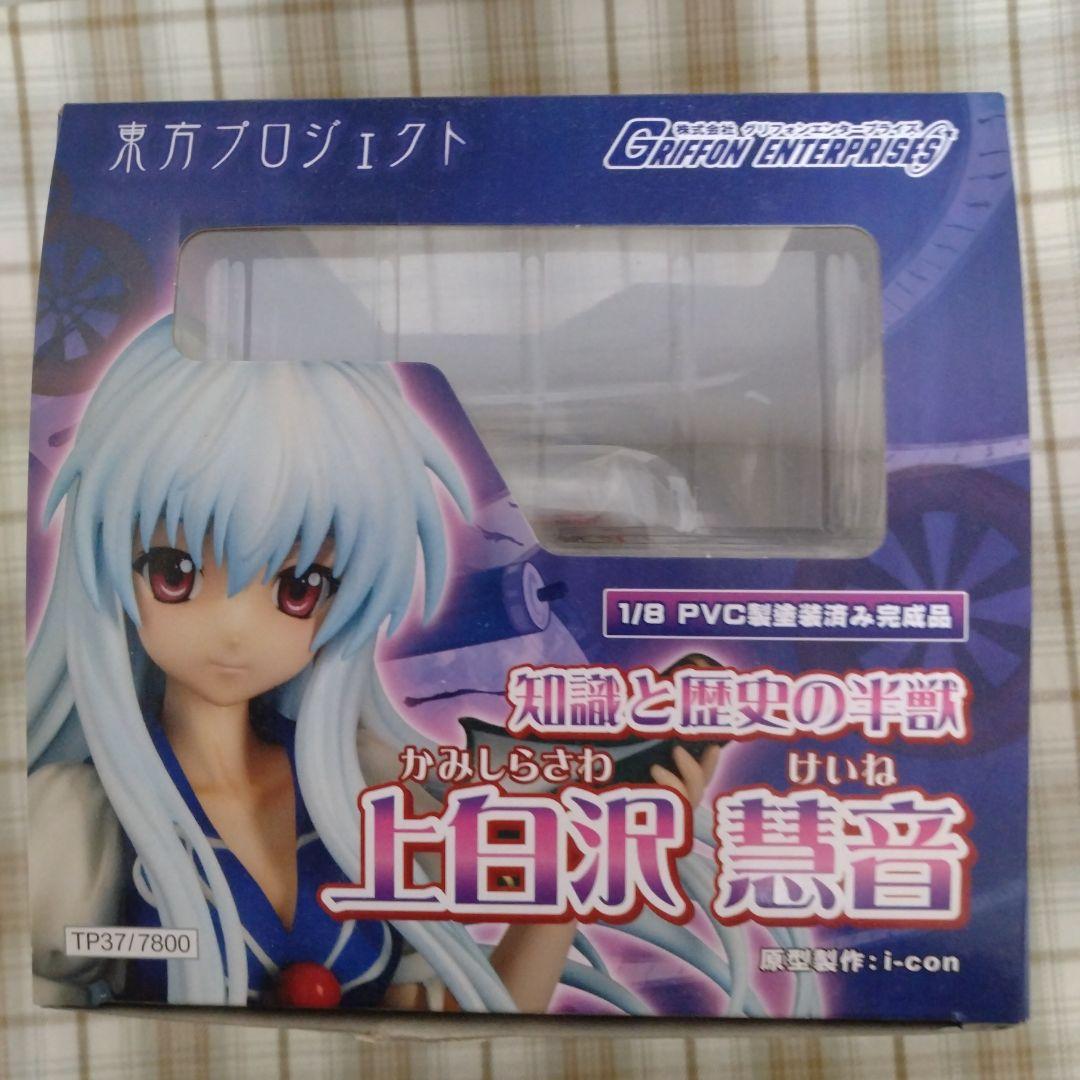 東方プロジェクト
株式会社 グリフォンエンタープライズ
GRIFFON ENTERPRISES
1/8 PVC製塗装済み完成品
知識と歴史の半獣
かみしらさわ けいね
上白沢 慧音
TP37/7800
原型製作:i-con